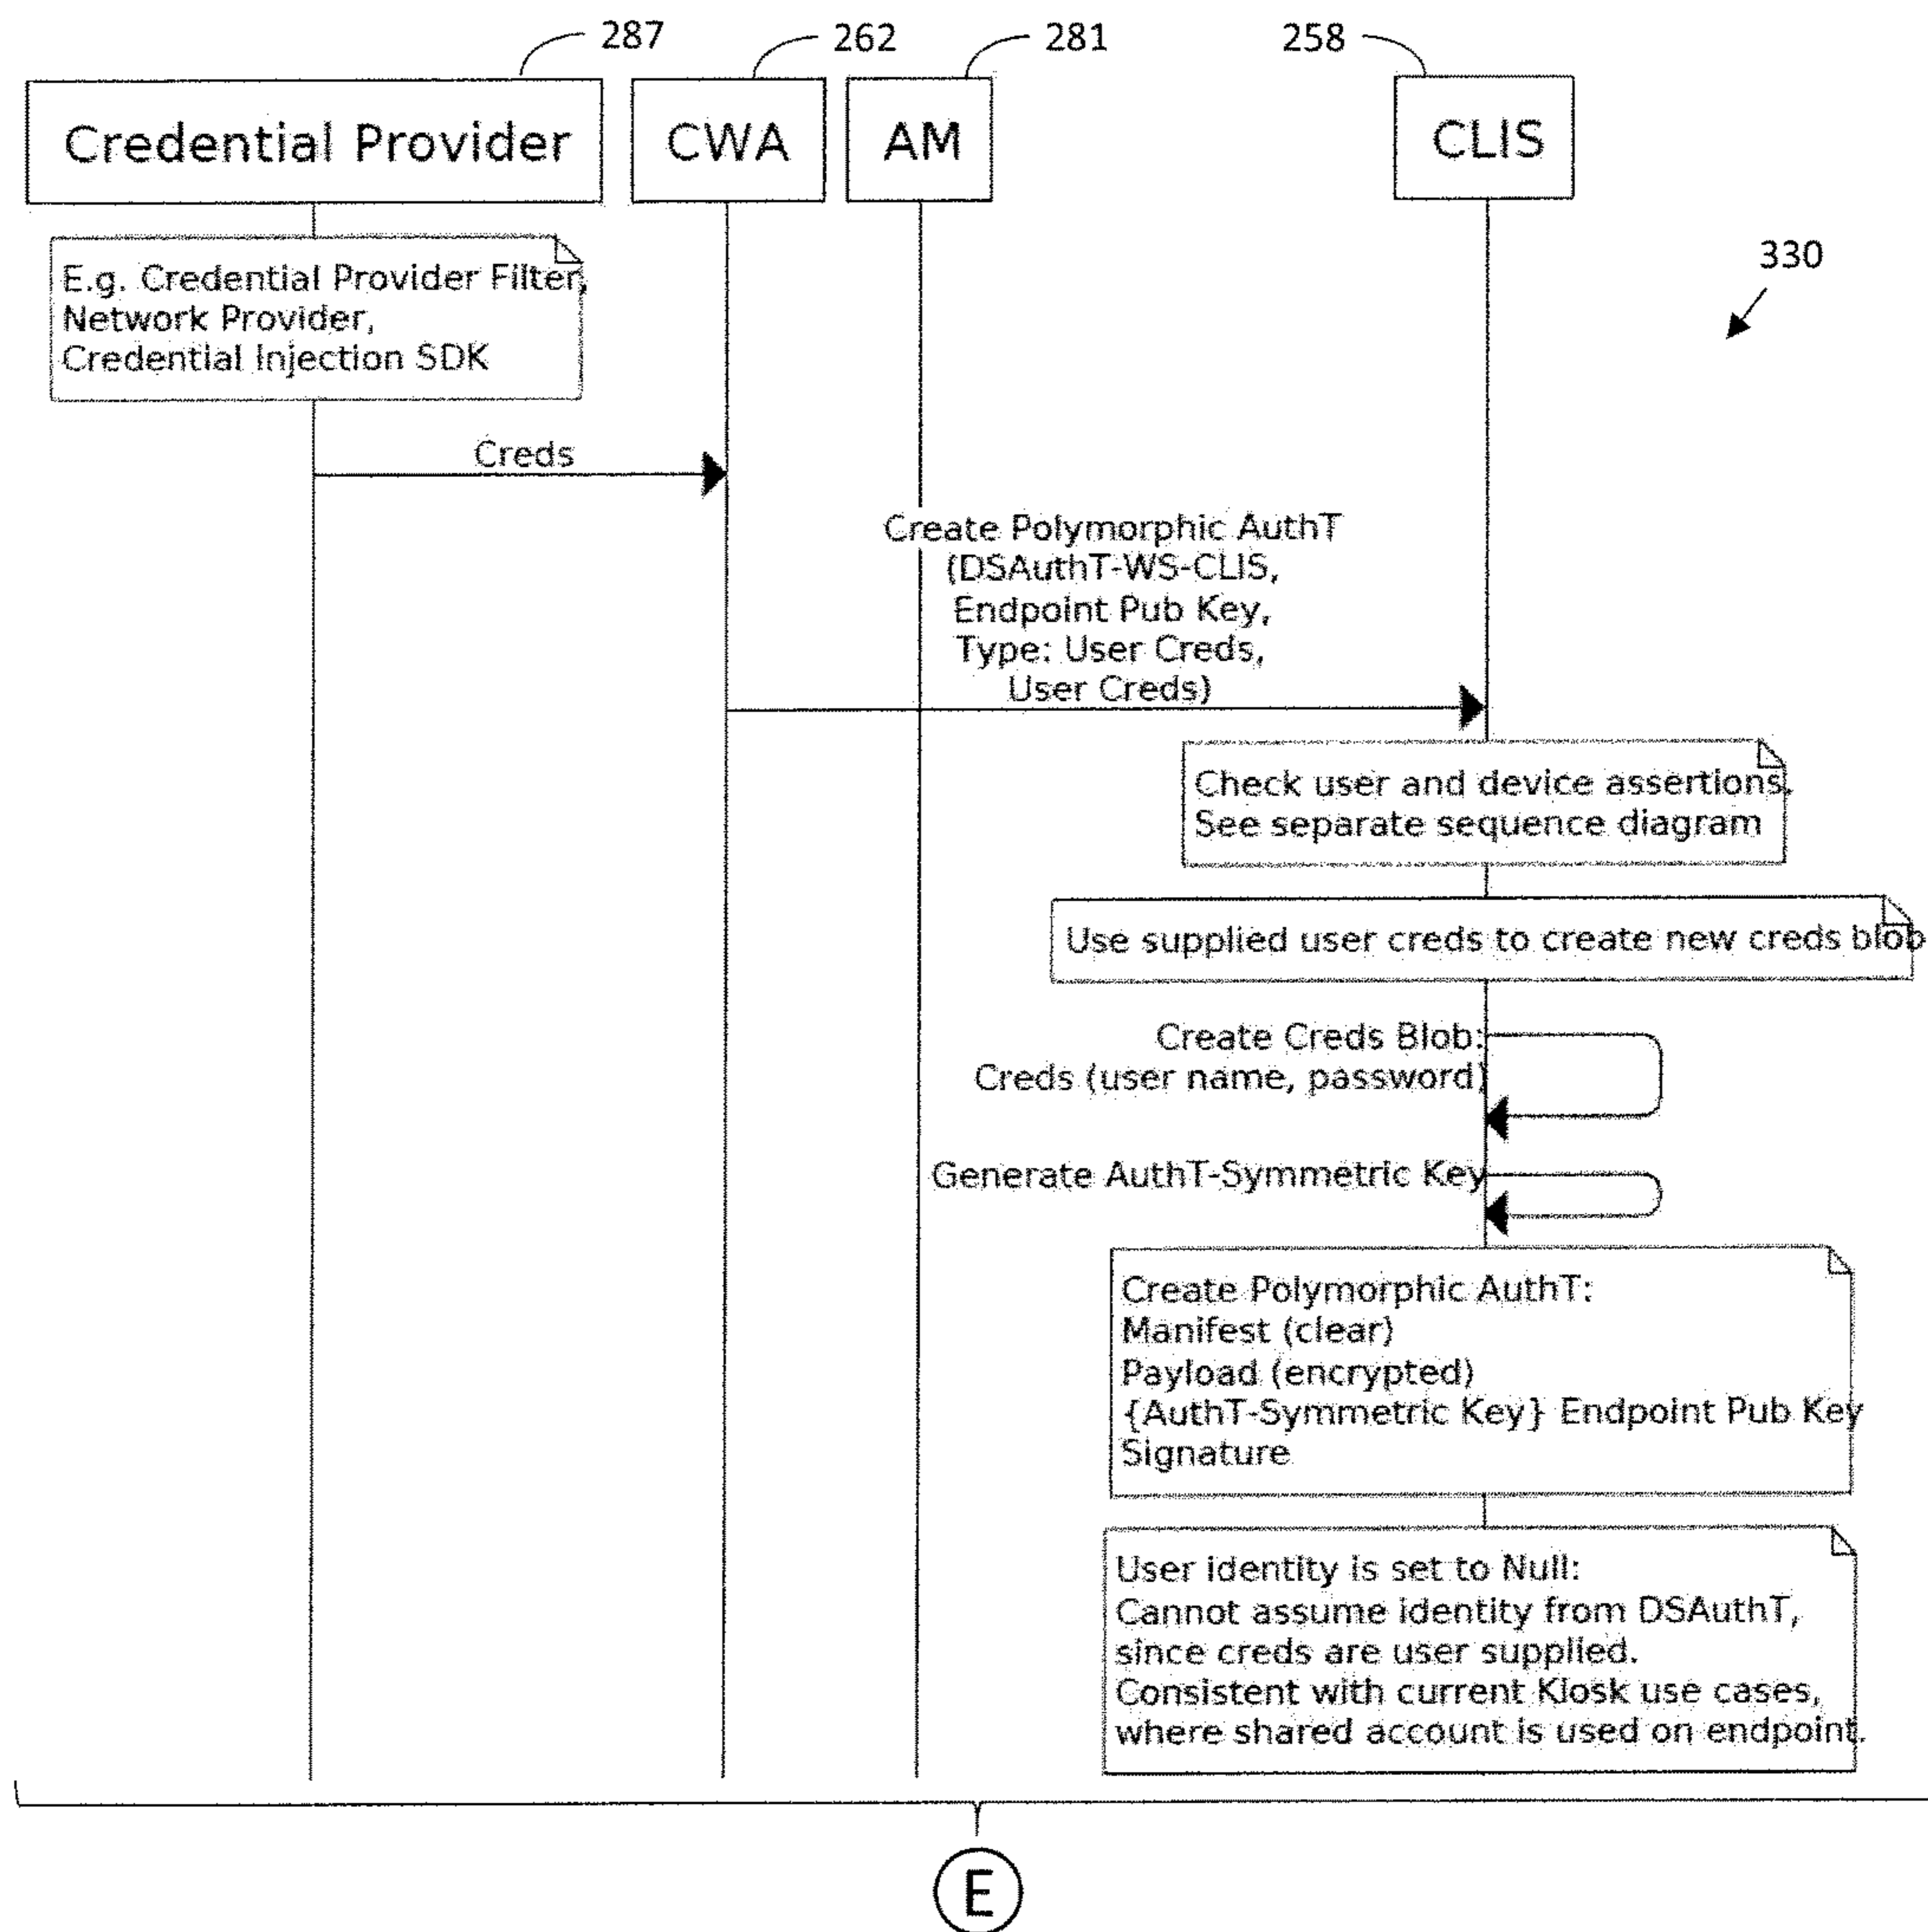 287
262
281
258
Credential Provider
CWA
AM
CLIS
330
E.g. Credential Provider Filter,
Network Provider,
Credential Injection SDK
Creds
Create Polymorphic AuthT
(DSAuthT-WS-CLIS,
Endpoint Pub Key,
Type: User Creds,
User Creds)
Check user and device assertions.
See separate sequence diagram
Use supplied user creds to create new creds blob
Create Creds Blob:
Creds (user name, password)
Generate AuthT-Symmetric Key
Create Polymorphic AuthT:
Manifest (clear)
Payload (encrypted)
{AuthT-Symmetric Key} Endpoint Pub Key
Signature
User identity is set to Null:
Cannot assume identity from DSAuthT,
since creds are user supplied.
Consistent with current Kiosk use cases,
where shared account is used on endpoint.
E